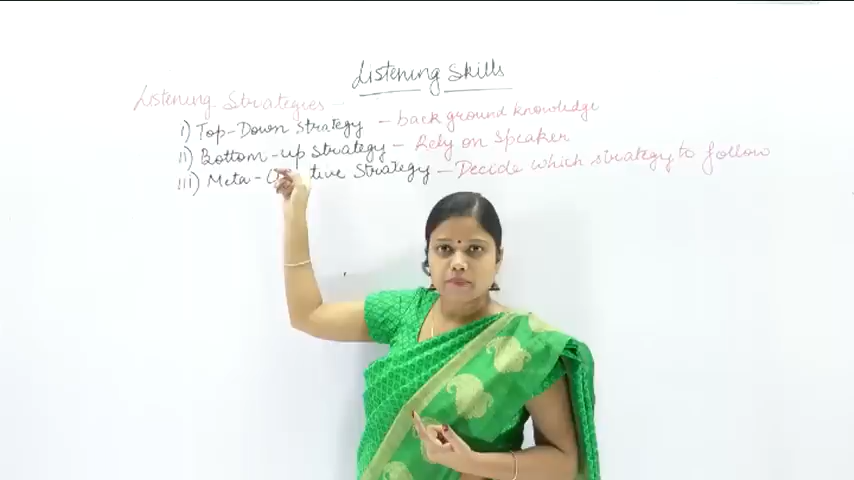 Listening Skills
Listening Strategies -
i) Top-Down Strategy - back ground knowledge
ii) Bottom-up Strategy - Rely on Speaker
iii) Meta- tive Strategy - Decide which strategy to follow